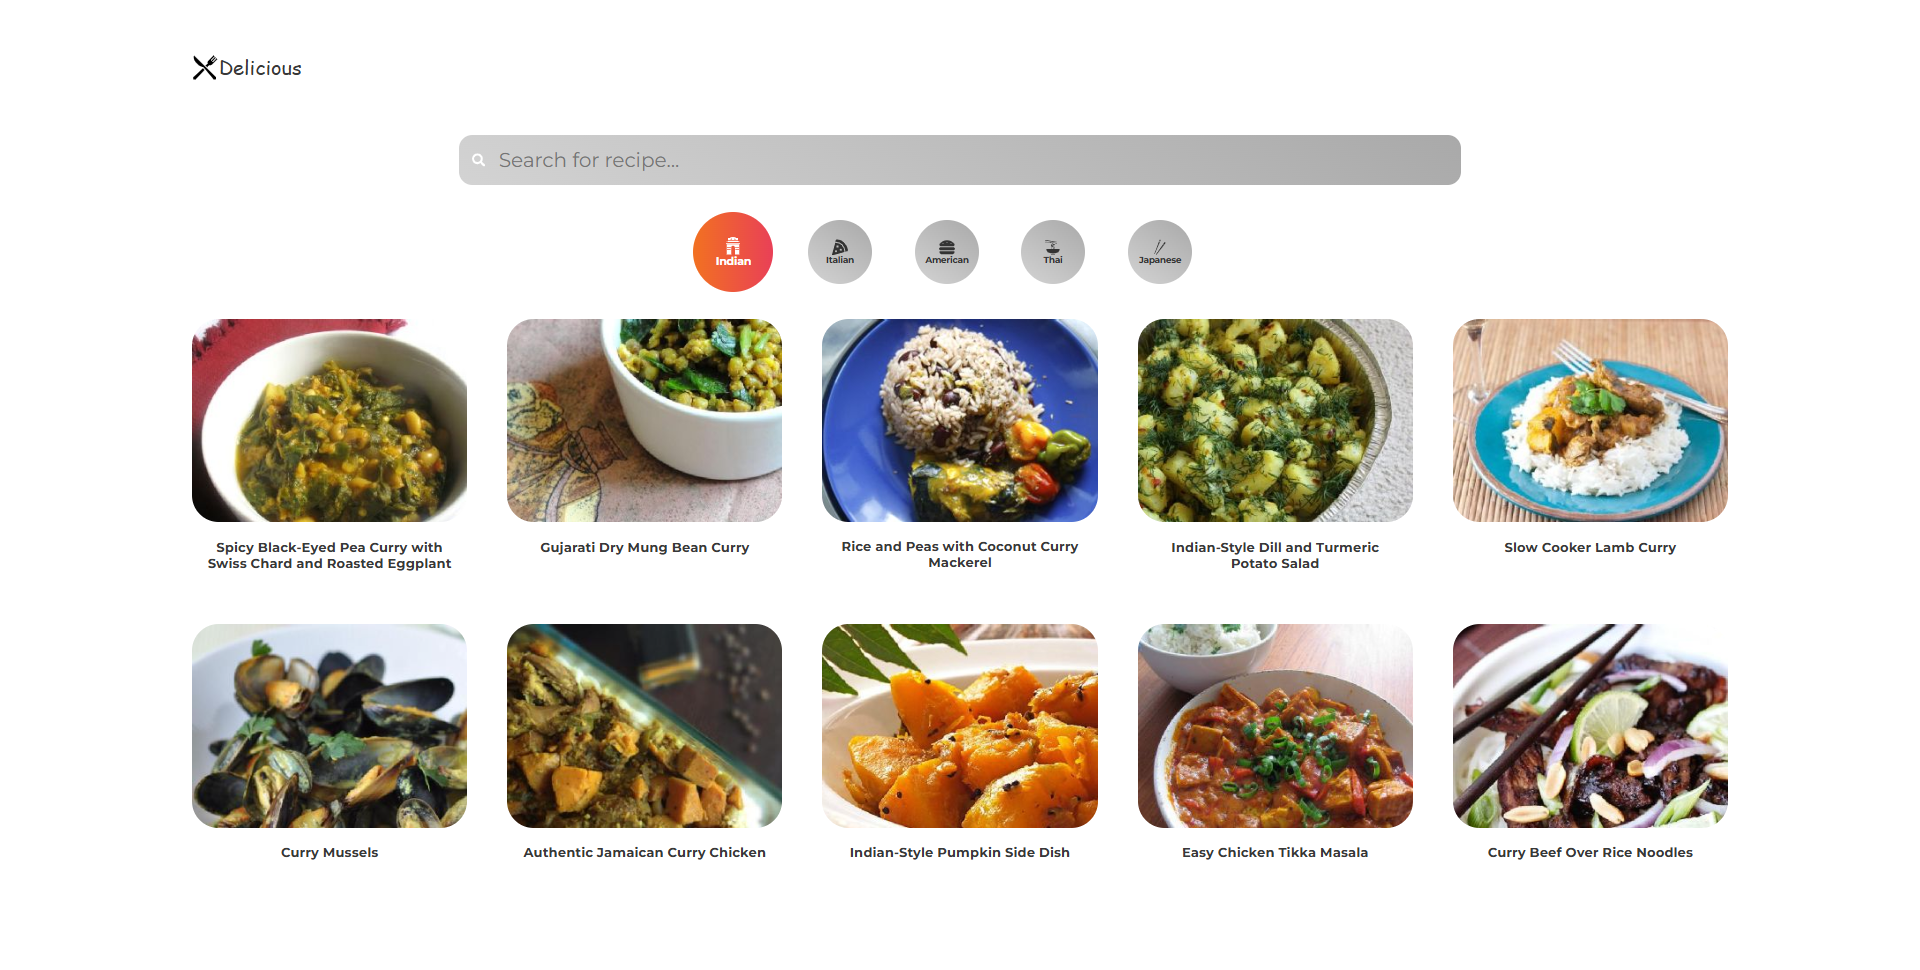 Delicious
Search for recipe...
Indian
Italian
American
Thai
Japanese
Spicy Black-Eyed Pea Curry with
Swiss Chard and Roasted Eggplant
Gujarati Dry Mung Bean Curry
Rice and Peas with Coconut Curry
Mackerel
Indian-Style Dill and Turmeric
Potato Salad
Slow Cooker Lamb Curry
Curry Mussels
Authentic Jamaican Curry Chicken
Indian-Style Pumpkin Side Dish
Easy Chicken Tikka Masala
Curry Beef Over Rice Noodles